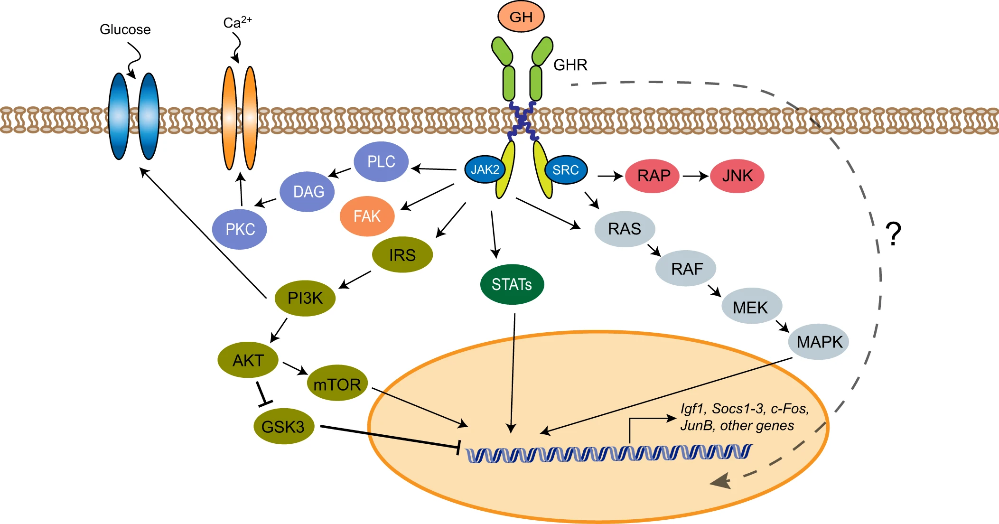 GH
Ca2+
Glucose
GHR
PLC
JAK2
SRC
RAP
JNK
DAG
FAK
PKC
RAS
?
IRS
RAF
STATs
PI3K
MEK
MAPK
AKT
mTOR
Igf1, Socs1-3, c-Fos,
JunB, other genes
GSK3